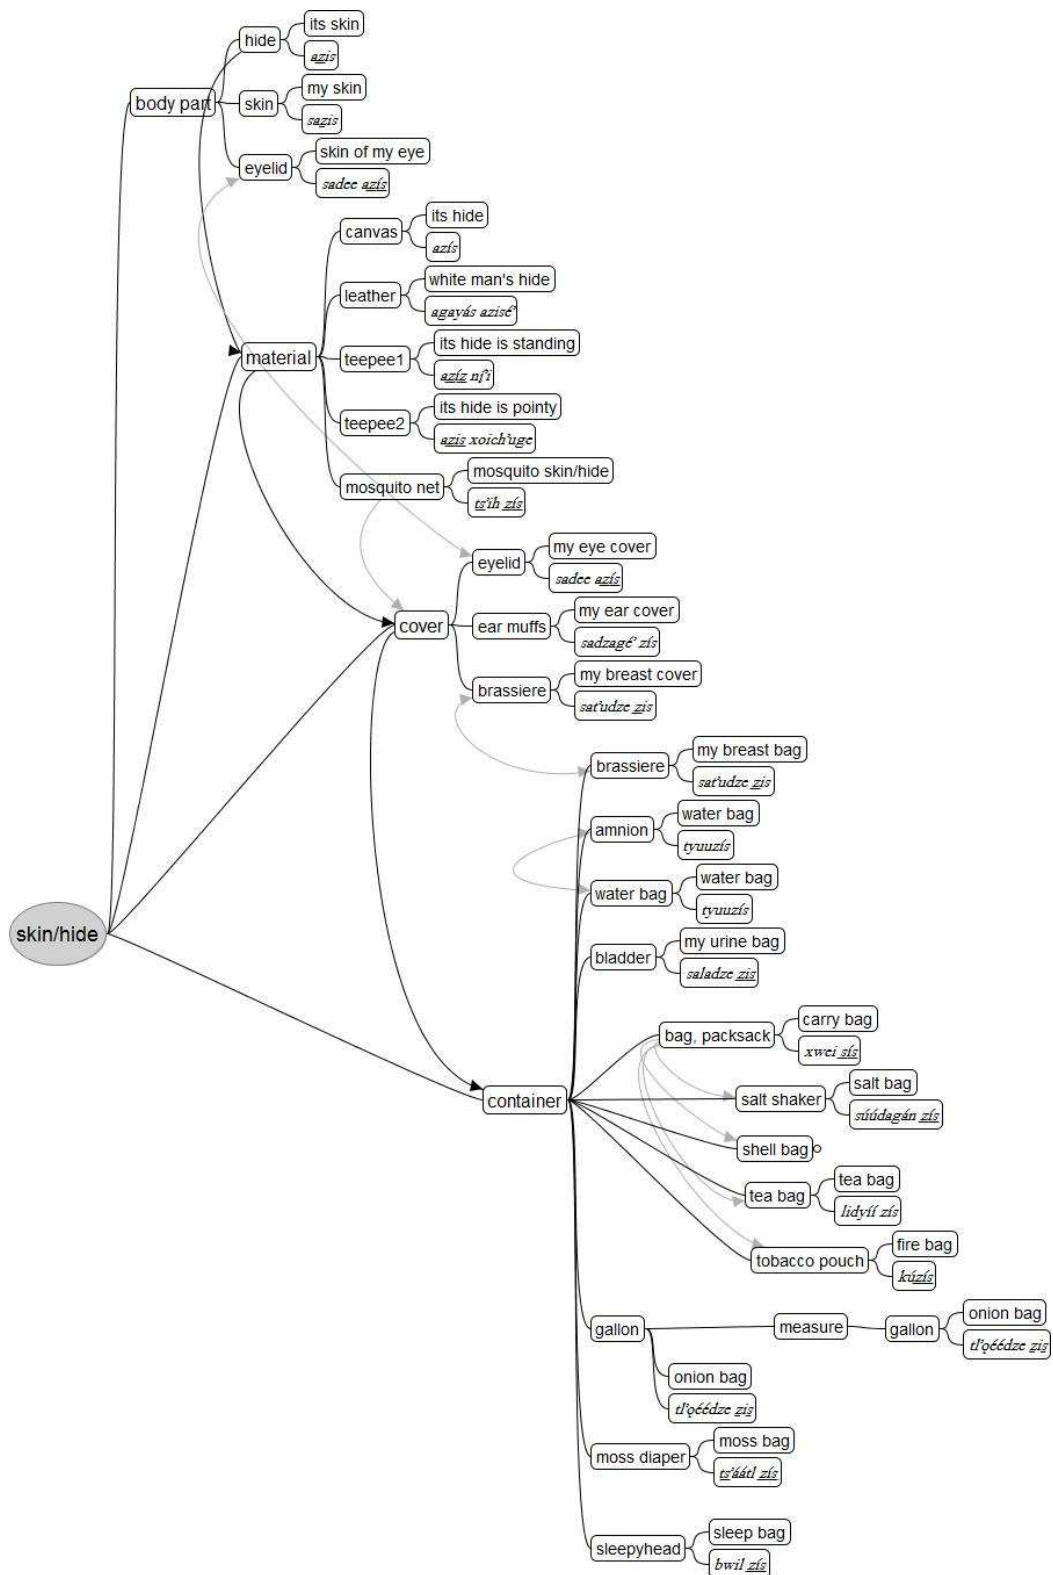 its skin
hide
azis
my skin
body part
skin
sazis
skin of my eye
eyelid
sadee azís
its hide
canvas
azís
white man's hide
leather
agayás azisé'
its hide is standing
material
teepee1
azíz nı̨́'i
its hide is pointy
teepee2
azis xoich'uge
mosquito skin/hide
mosquito net
ts'ih zís
my eye cover
eyelid
sadee azís
my ear cover
cover
ear muffs
sadzagé' zís
my breast cover
brassiere
sat'udze zis
my breast bag
brassiere
sat'udze zis
water bag
amnion
tyuuzís
water bag
water bag
tyuuzís
skin/hide
my urine bag
bladder
saladze zis
carry bag
bag, packsack
xwei sís
salt bag
container
salt shaker
súúdagán zís
shell bag
tea bag
tea bag
lidyíí zís
fire bag
tobacco pouch
kúzís
onion bag
gallon
measure
gallon
tl'ǫéédze zis
onion bag
tl'ǫéédze zis
moss bag
moss diaper
ts'áátl zís
sleep bag
sleepyhead
bwil zís